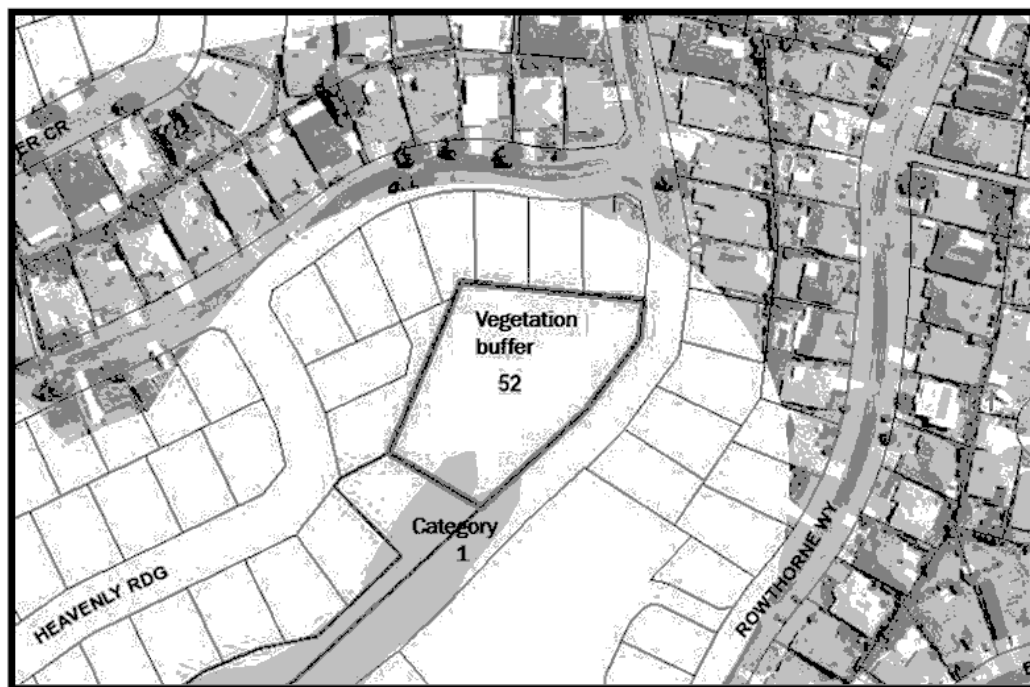 ER CR
Vegetation
buffer
52
Category
1
HEAVENLY RDG
ROWTHORNE WY